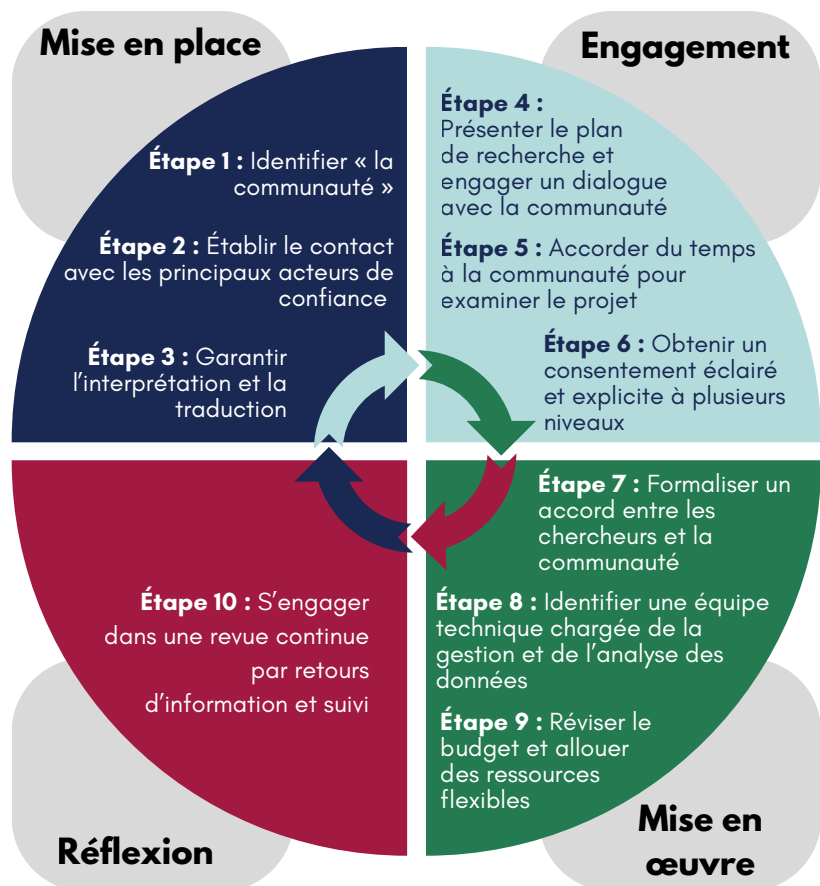 Mise en place
Étape 1 : Identifier « la
communauté »
Étape 2 : Établir le contact
avec les principaux acteurs de
confiance
Étape 3 : Garantir
l'interprétation et la
traduction
Engagement
Étape 4 :
Présenter le plan
de recherche et
engager un dialogue
avec la communauté
Étape 5 : Accorder du temps
à la communauté pour
examiner le projet
Étape 6 : Obtenir un
consentement éclairé
et explicite à plusieurs
niveaux
Étape 7 : Formaliser un
accord entre les
chercheurs et la
communauté
Étape 8 : Identifier une équipe
technique chargée de la
gestion et de l'analyse des
données
Étape 9 : Réviser le
budget et allouer
des ressources
flexibles
Mise en
œuvre
Étape 10 : S'engager
dans une revue continue
par retours
d'information et suivi
Réflexion